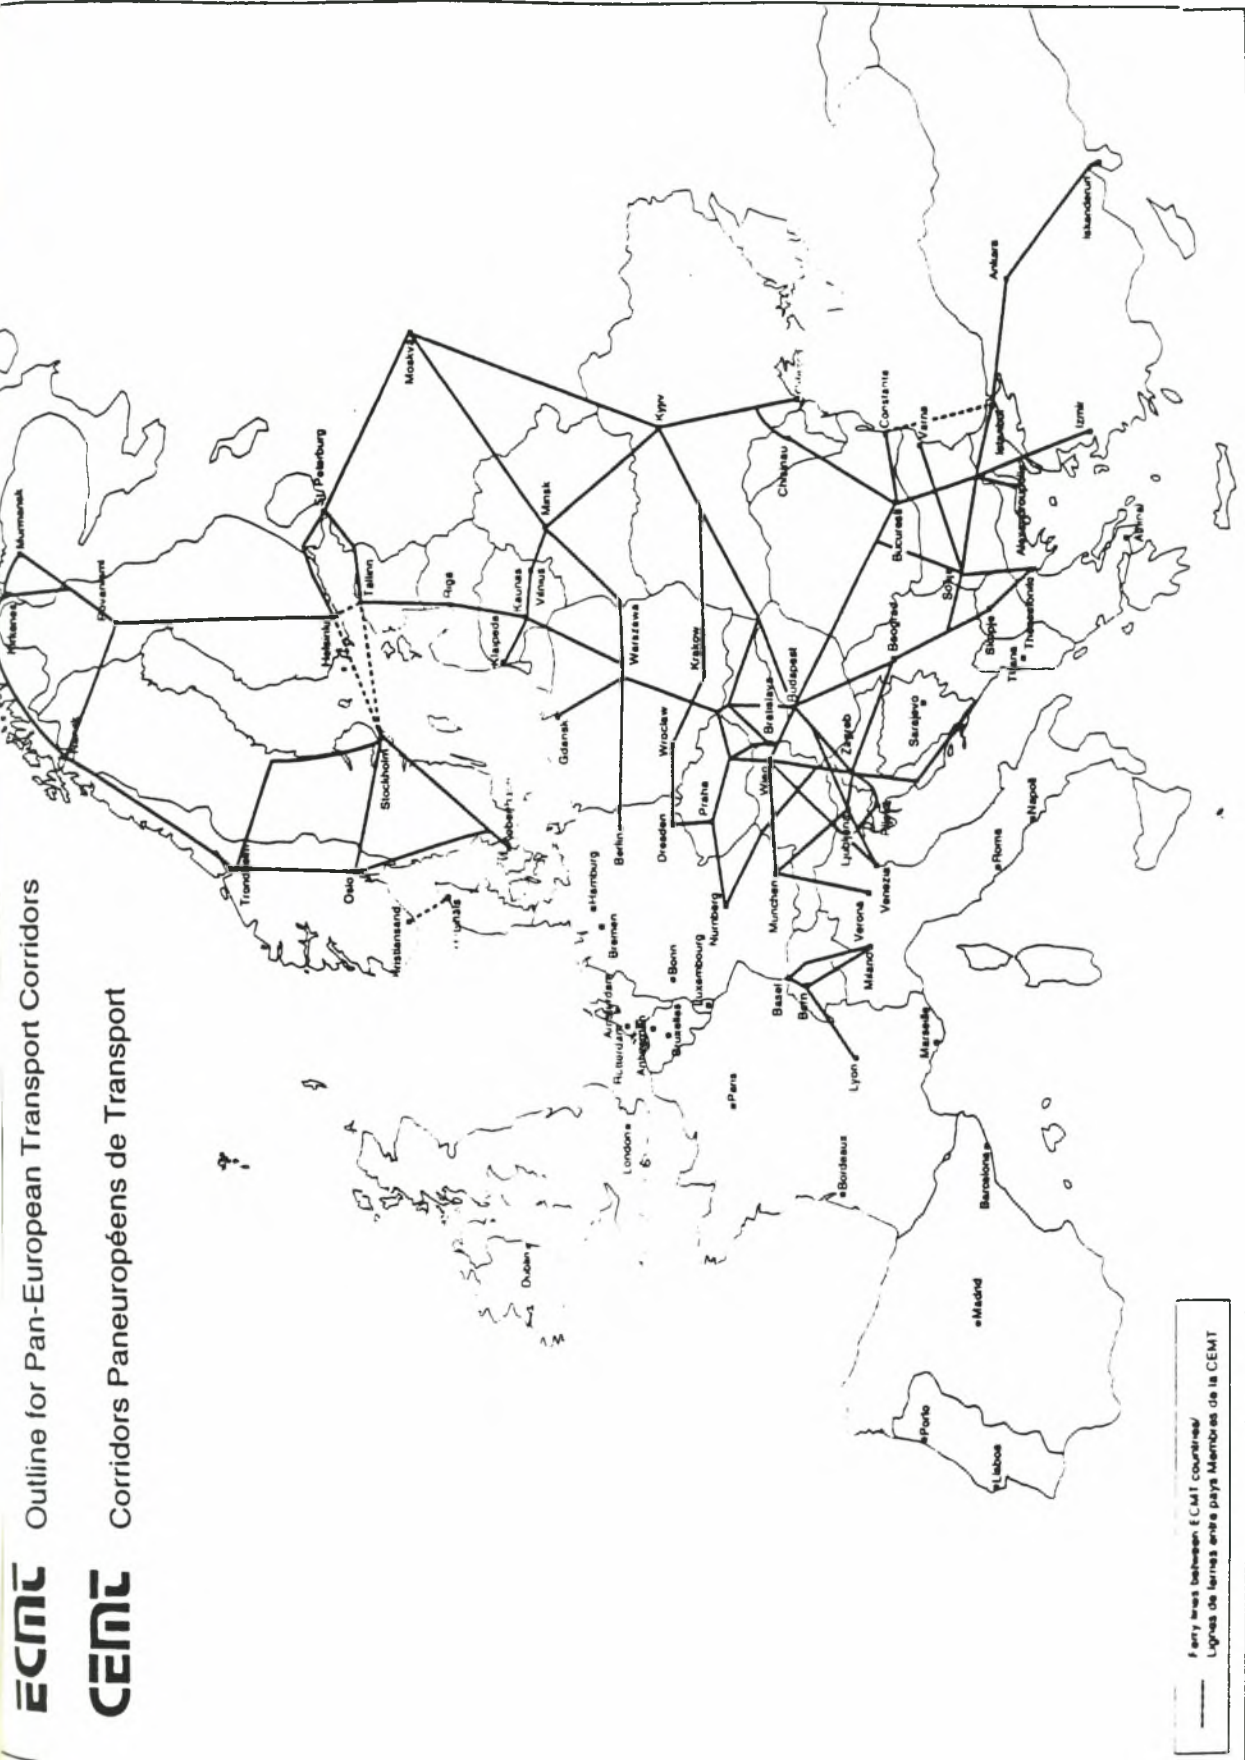 ECMT Outline for Pan-European Transport Corridors
CEMT Corridors Paneuropéens de Transport
Murmansk
Kirkenes
Rovaniemi
Narvik
Trondheim
Oslo
Stockholm
Helsinki
St/Petersburg
Tallinn
Riga
Moskva
Kristiansand
Klaipeda
Kaunas
Vilnius
Minsk
Gdansk
Warszawa
Kyyv
Berlin
Hamburg
Bremen
Dublin
London
Amsterdam
Rotterdam
Bruxelles
Bonn
Luxembourg
Paris
Dresden
Wroclaw
Krakow
Praha
Nurnberg
Munchen
Wien
Bratislava
Budapest
Chisinau
Basel
Bern
Lyon
Milano
Verona
Venezia
Ljubljana
Rijeka
Zagreb
Beograd
Sarajevo
Bucuresti
Constanta
Varna
Sofija
Skopje
Tirana
Thessaloniki
Alexandroupolis
Istanbul
Izmir
Ankara
Iskanderun
Athinai
Roma
Napoli
Marseille
Bordeaux
Barcelona
Madrid
Porto
Lisboa
Ferry lines between ECMT countries/
Lignes de ferries entre pays Membres de la CEMT